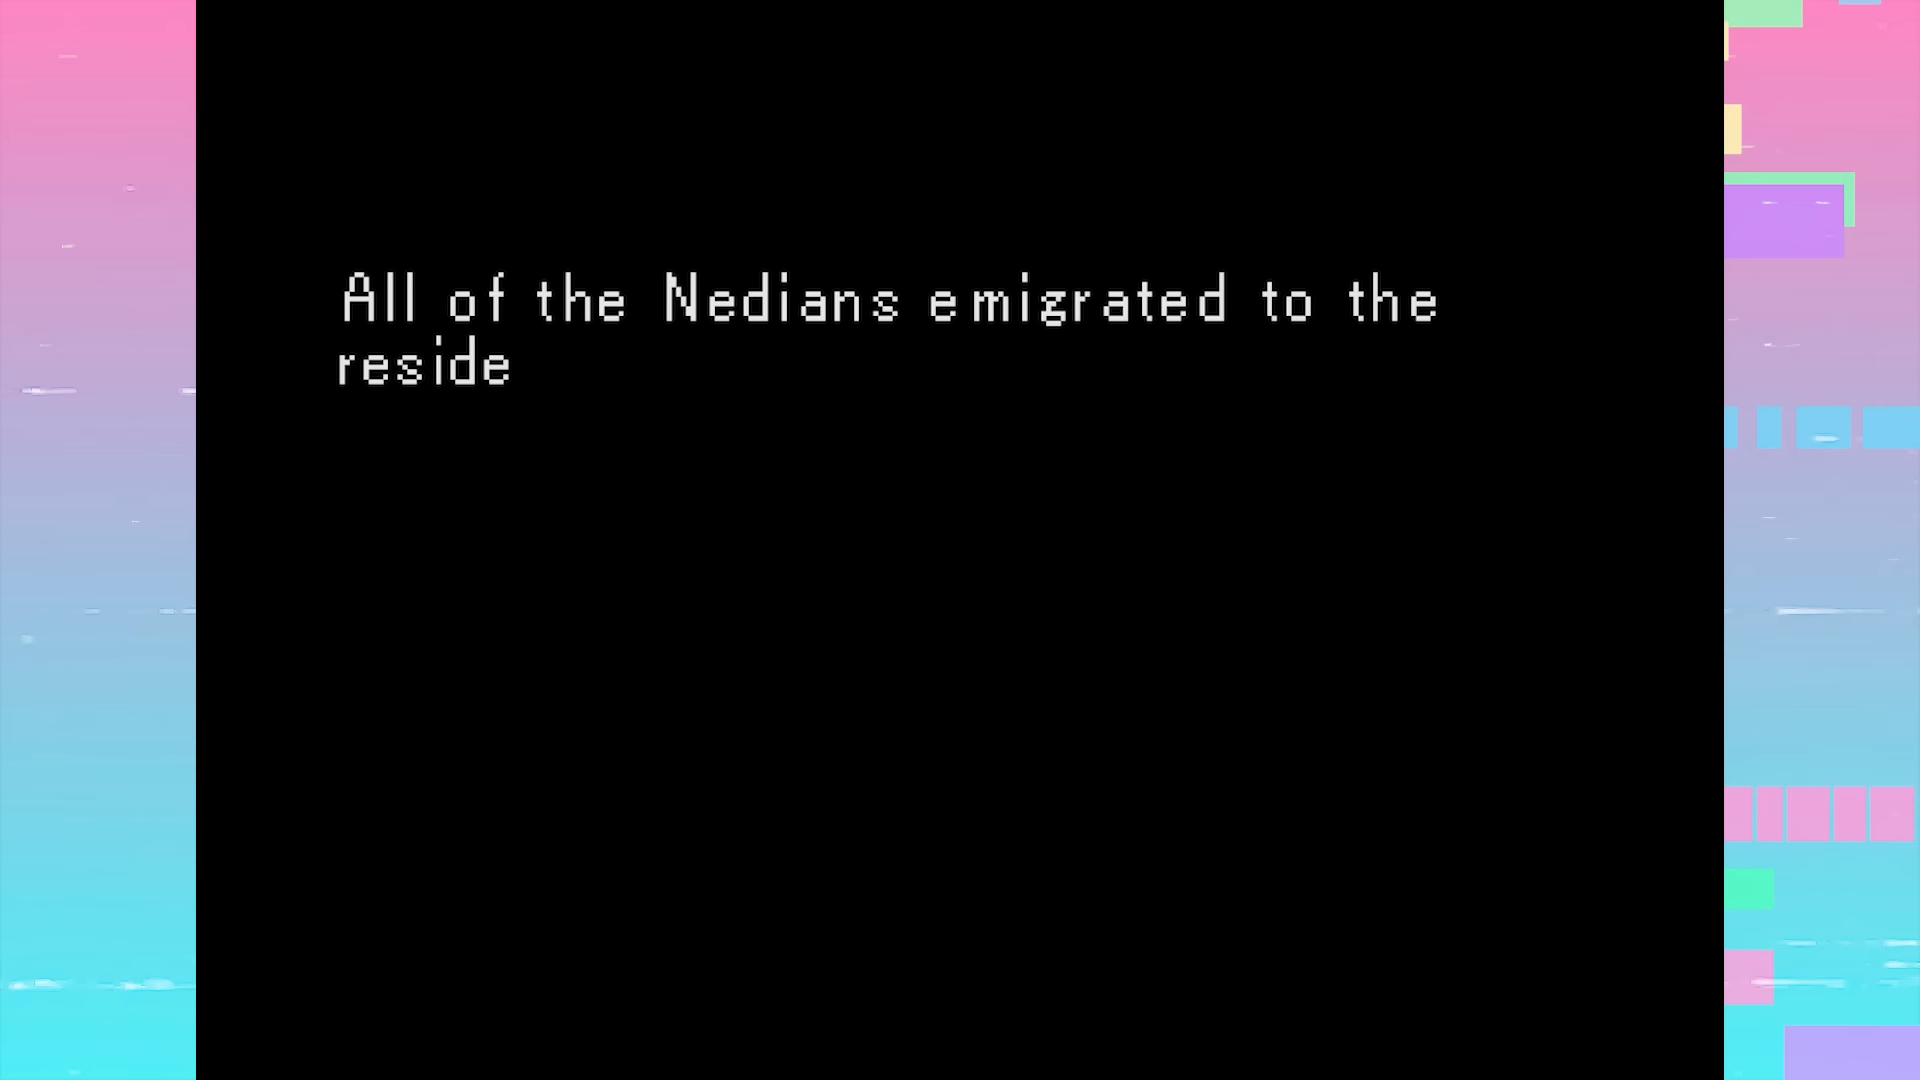 All of the Nedians emigrated to the
reside